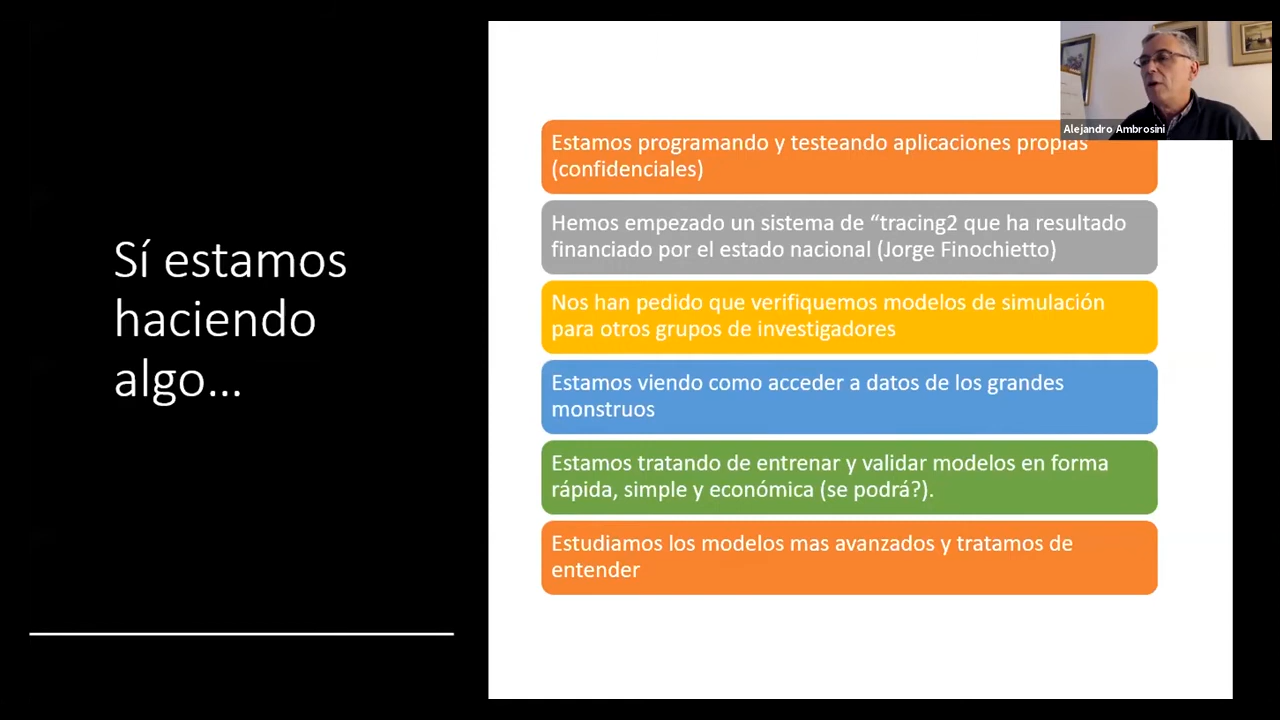 Sí estamos
haciendo
algo...
Estamos programando y testeando aplicaciones propias
(confidenciales)
Hemos empezado un sistema de “tracing2 que ha resultado
financiado por el estado nacional (Jorge Finochietto)
Nos han pedido que verifiquemos modelos de simulación
para otros grupos de investigadores
Estamos viendo como acceder a datos de los grandes
monstruos
Estamos tratando de entrenar y validar modelos en forma
rápida, simple y económica (se podrá?).
Estudiamos los modelos mas avanzados y tratamos de
entender
Alejandro Ambrosini